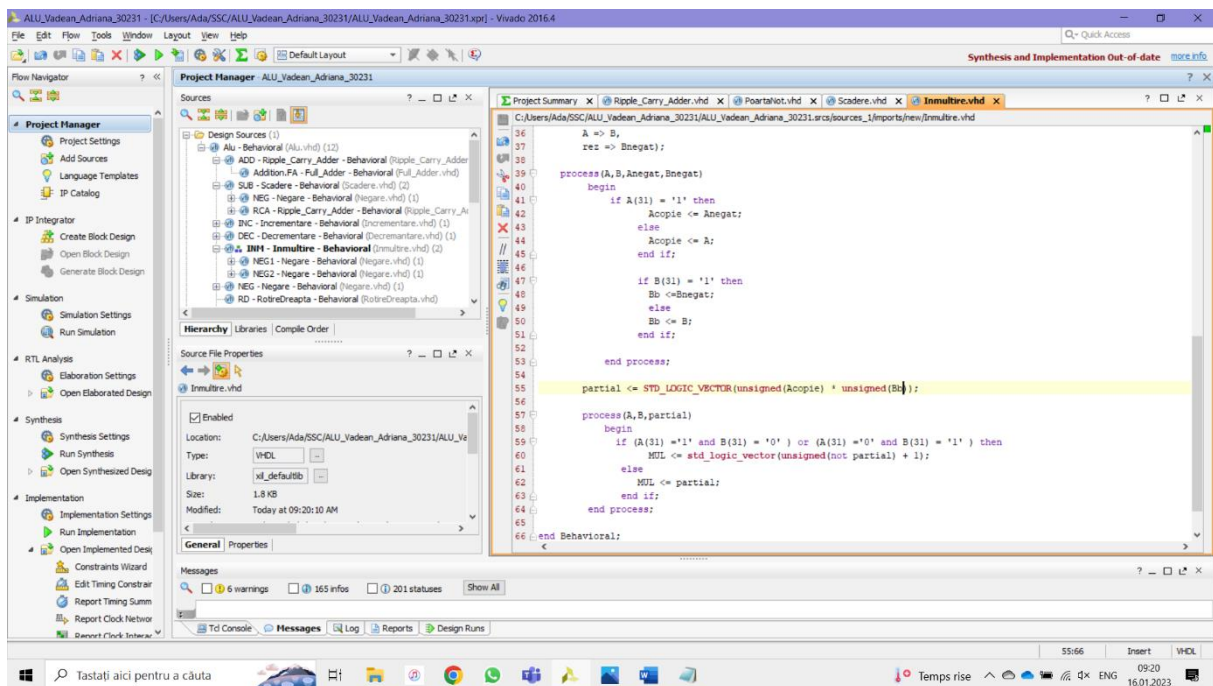 ALU_Vadean_Adriana_30231 - [C:/Users/Ada/SSC/ALU_Vadean_Adriana_30231/ALU_Vadean_Adriana_30231.xpr] - Vivado 2016.4
File Edit Flow Tools Window Layout View Help
Quick Access
Default Layout
Synthesis and Implementation Out-of-date more info
Flow Navigator
Project Manager
Project Settings
Add Sources
Language Templates
IP Catalog
IP Integrator
Create Block Design
Open Block Design
Generate Block Design
Simulation
Simulation Settings
Run Simulation
RTL Analysis
Elaboration Settings
Open Elaborated Design
Synthesis
Synthesis Settings
Run Synthesis
Open Synthesized Desig
Implementation
Implementation Settings
Run Implementation
Open Implemented Desi
Constraints Wizard
Edit Timing Constrair
Report Timing Summ
Report Clock Networ
Report Clock Interac
Project Manager - ALU_Vadean_Adriana_30231
Sources
Design Sources (1)
Alu - Behavioral (Alu.vhd) (12)
ADD - Ripple_Carry_Adder - Behavioral (Ripple_Carry_Adder
Addition.FA - Full_Adder - Behavioral (Full_Adder.vhd)
SUB - Scadere - Behavioral (Scadere.vhd) (2)
NEG - Negare - Behavioral (Negare.vhd) (1)
RCA - Ripple_Carry_Adder - Behavioral (Ripple_Carry_A
INC - Incrementare - Behavioral (Incrementare.vhd) (1)
DEC - Decrementare - Behavioral (Decremantare.vhd) (1)
INM - Inmultire - Behavioral (Inmultire.vhd) (2)
NEG1 - Negare - Behavioral (Negare.vhd) (1)
NEG2 - Negare - Behavioral (Negare.vhd) (1)
NEG - Negare - Behavioral (Negare.vhd) (1)
RD - RotireDreapta - Behavioral (RotireDreapta.vhd)
Hierarchy Libraries Compile Order
Source File Properties
Inmultire.vhd
Enabled
Location: C:/Users/Ada/SSC/ALU_Vadean_Adriana_30231/ALU_Va
Type: VHDL
Library: xil_defaultlib
Size: 1.8 KB
Modified: Today at 09:20:10 AM
General Properties
Project Summary Ripple_Carry_Adder.vhd PoartaNot.vhd Scadere.vhd Inmultire.vhd
C:/Users/Ada/SSC/ALU_Vadean_Adriana_30231/ALU_Vadean_Adriana_30231.srcs/sources_1/imports/new/Inmultire.vhd
36 A => B,
37 rez => Bnegat);
38
39 process(A,B,Anegat,Bnegat)
40 begin
41 if A(31) = '1' then
42 Acopie <= Anegat;
43 else
44 Acopie <= A;
45 end if;
46
47 if B(31) = '1' then
48 Bb <=Bnegat;
49 else
50 Bb <= B;
51 end if;
52
53 end process;
54
55 partial <= STD_LOGIC_VECTOR(unsigned(Acopie) * unsigned(Bb));
56
57 process(A,B,partial)
58 begin
59 if (A(31) ='1' and B(31) = '0' ) or (A(31) ='0' and B(31) = '1' ) then
60 MUL <= std_logic_vector(unsigned(not partial) + 1);
61 else
62 MUL <= partial;
63 end if;
64 end process;
65
66 end Behavioral;
Messages
6 warnings 165 infos 201 statuses Show All
Tcl Console Messages Log Reports Design Runs
55:66 Insert VHDL
Tastați aici pentru a căuta
Temps rise ENG 09:20
16.01.2023